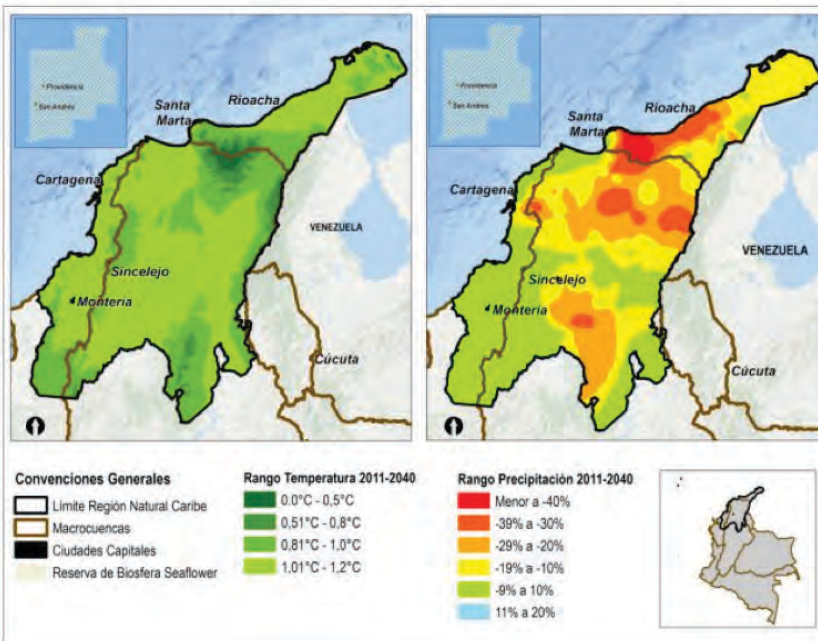 Providencia
San Andrés
Santa
Marta
Rioacha
Cartagena
VENEZUELA
Sincelejo
Montería
Cúcuta
Providencia
San Andrés
Santa
Marta
Rioacha
Cartagena
VENEZUELA
Sincelejo
Montería
Cúcuta
Convenciones Generales
Límite Región Natural Caribe
Macrocuencas
Ciudades Capitales
Reserva de Biosfera Seaflower
Rango Temperatura 2011-2040
0.0°C - 0,5°C
0,51°C - 0,8°C
0,81°C - 1,0°C
1,01°C - 1,2°C
Rango Precipitación 2011-2040
Menor a -40%
-39% a -30%
-29% a -20%
-19% a -10%
-9% a 10%
11% a 20%